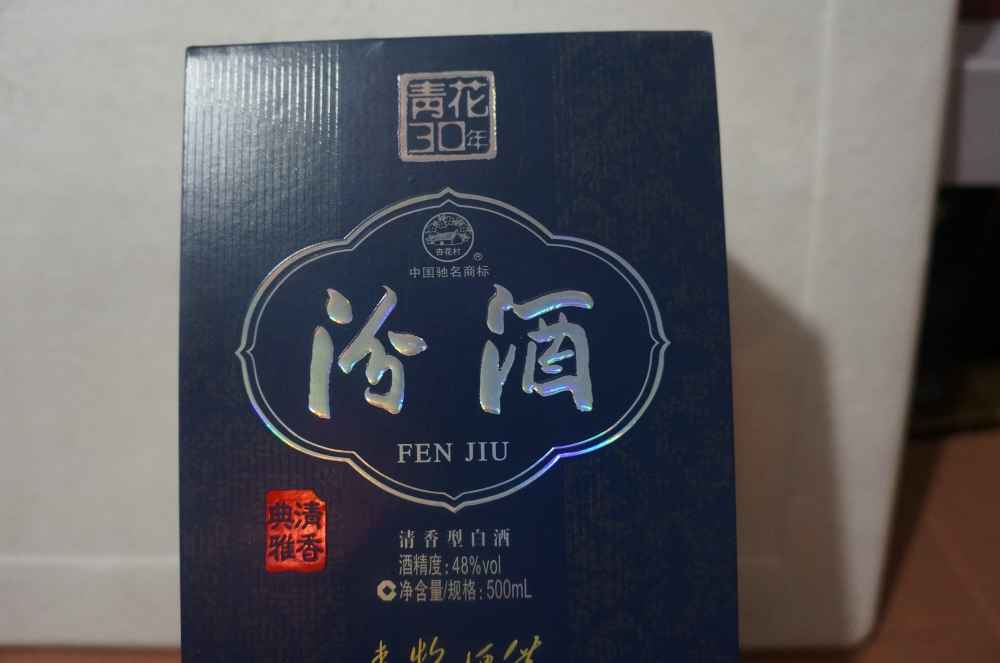 青花
30年
杏花村
®
中国驰名商标
汾酒
FEN JIU
清香
典雅
清香型白酒
酒精度:48%vol
净含量/规格:500mL